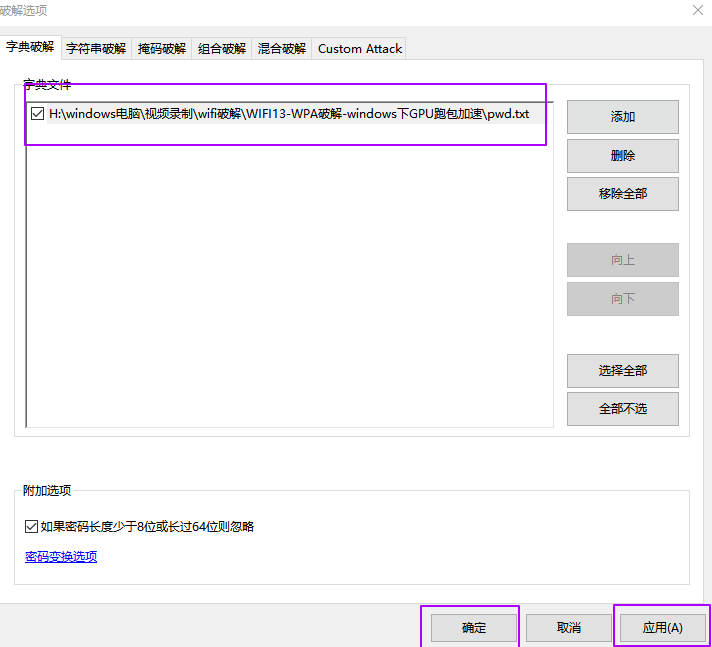 破解选项
字典破解 字符串破解 掩码破解 组合破解 混合破解 Custom Attack
字典文件
H:\windows电脑\视频录制\wifi破解\WIFI13-WPA破解-windows下GPU跑包加速\pwd.txt
添加
删除
移除全部
向上
向下
选择全部
全部不选
附加选项
如果密码长度少于8位或长过64位则忽略
密码变换选项
确定 取消 应用(A)